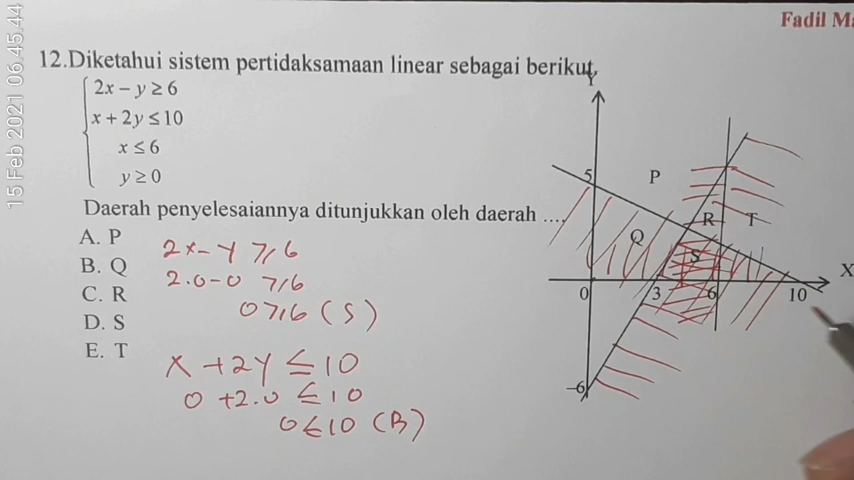 15 Feb 2021 06.45.44
Fadil Ma
12.Diketahui sistem pertidaksamaan linear sebagai berikut,
2x – y ≥ 6
x + 2y ≤ 10
x ≤ 6
y ≥ 0
Daerah penyelesaiannya ditunjukkan oleh daerah ....
A. P
B. Q
C. R
D. S
E. T
2x - y ≥ 6
2.0 - 0 ≥ 6
0 ≥ 6 (S)
x + 2y ≤ 10
0 + 2.0 ≤ 10
0 ≤ 10 (B)
Y
5
P
Q
R
T
S
X
0
3
6
10
–6